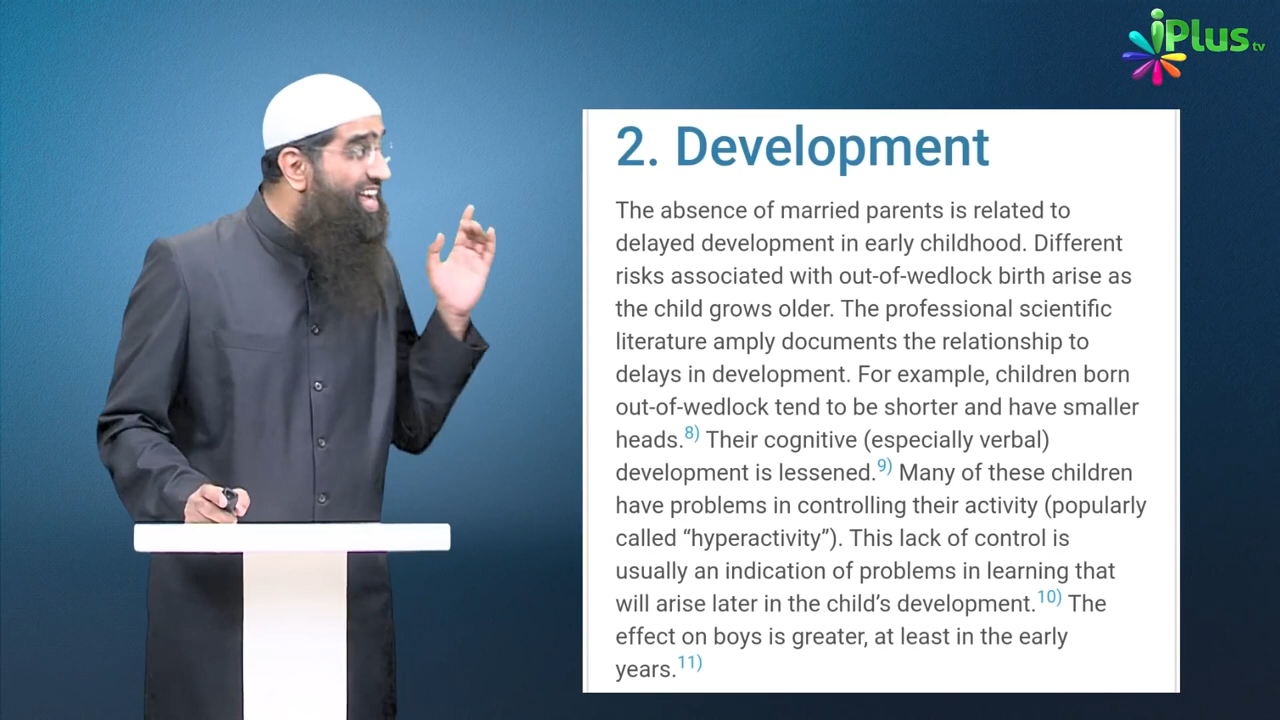 iPlus tv
2. Development
The absence of married parents is related to
delayed development in early childhood. Different
risks associated with out-of-wedlock birth arise as
the child grows older. The professional scientific
literature amply documents the relationship to
delays in development. For example, children born
out-of-wedlock tend to be shorter and have smaller
heads.8) Their cognitive (especially verbal)
development is lessened.9) Many of these children
have problems in controlling their activity (popularly
called “hyperactivity”). This lack of control is
usually an indication of problems in learning that
will arise later in the child’s development.10) The
effect on boys is greater, at least in the early
years.11)